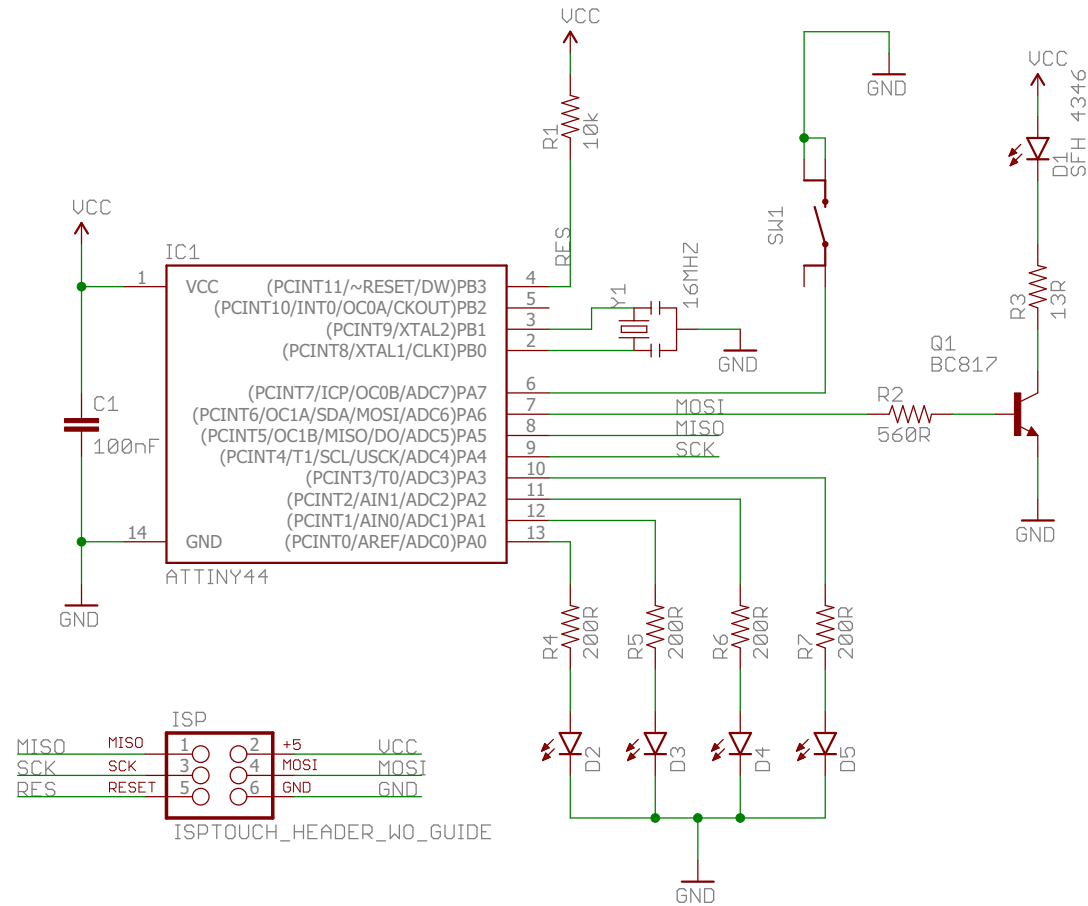 VCC
GND
VCC
D1
SFH 4346
R1
10k
RES
SW1
VCC
IC1
1
VCC
(PCINT11/~RESET/DW)PB3
4
(PCINT10/INT0/OC0A/CKOUT)PB2
5
(PCINT9/XTAL2)PB1
3
(PCINT8/XTAL1/CLKI)PB0
2
Y1
16MHZ
GND
R3
13R
Q1
BC817
(PCINT7/ICP/OC0B/ADC7)PA7
6
(PCINT6/OC1A/SDA/MOSI/ADC6)PA6
7
MOSI
R2
560R
(PCINT5/OC1B/MISO/DO/ADC5)PA5
8
MISO
(PCINT4/T1/SCL/USCK/ADC4)PA4
9
SCK
(PCINT3/T0/ADC3)PA3
10
(PCINT2/AIN1/ADC2)PA2
11
(PCINT1/AIN0/ADC1)PA1
12
(PCINT0/AREF/ADC0)PA0
13
C1
100nF
14
GND
ATTINY44
GND
GND
R4
200R
R5
200R
R6
200R
R7
200R
D2
D3
D4
D5
GND
ISP
MISO MISO 1 2 +5 VCC
SCK SCK 3 4 MOSI MOSI
RES RESET 5 6 GND GND
ISPTOUCH_HEADER_WO_GUIDE